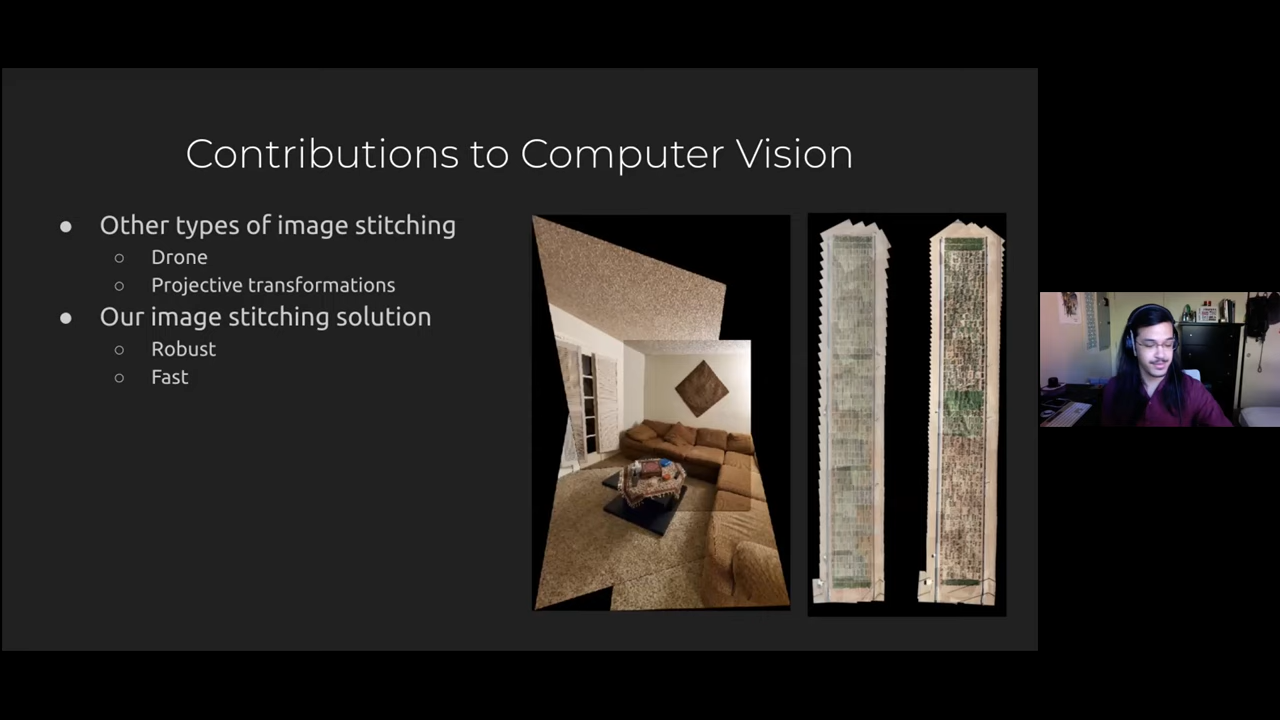 Contributions to Computer Vision
● Other types of image stitching
○ Drone
○ Projective transformations
● Our image stitching solution
○ Robust
○ Fast